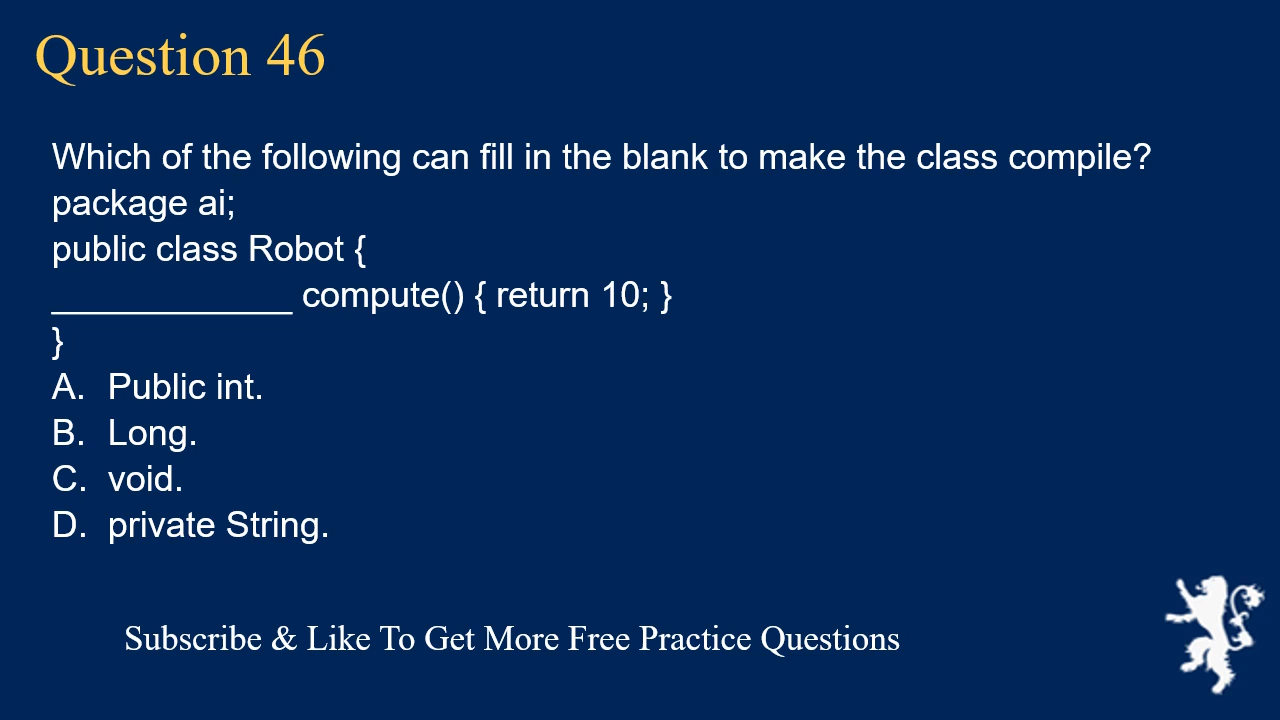 Question 46
Which of the following can fill in the blank to make the class compile?
package ai;
public class Robot {
____________ compute() { return 10; }
}
A. Public int.
B. Long.
C. void.
D. private String.
Subscribe & Like To Get More Free Practice Questions